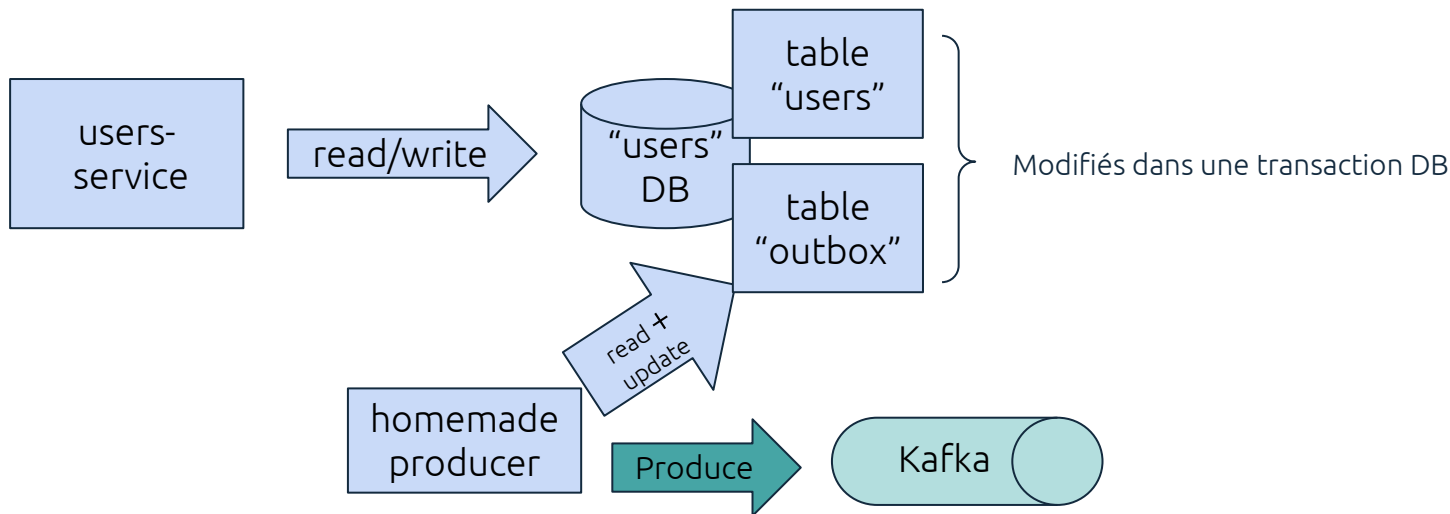 users-
service
read/write
“users”
DB
table
“users”
table
“outbox”
Modifiés dans une transaction DB
read +
update
homemade
producer
Produce
Kafka